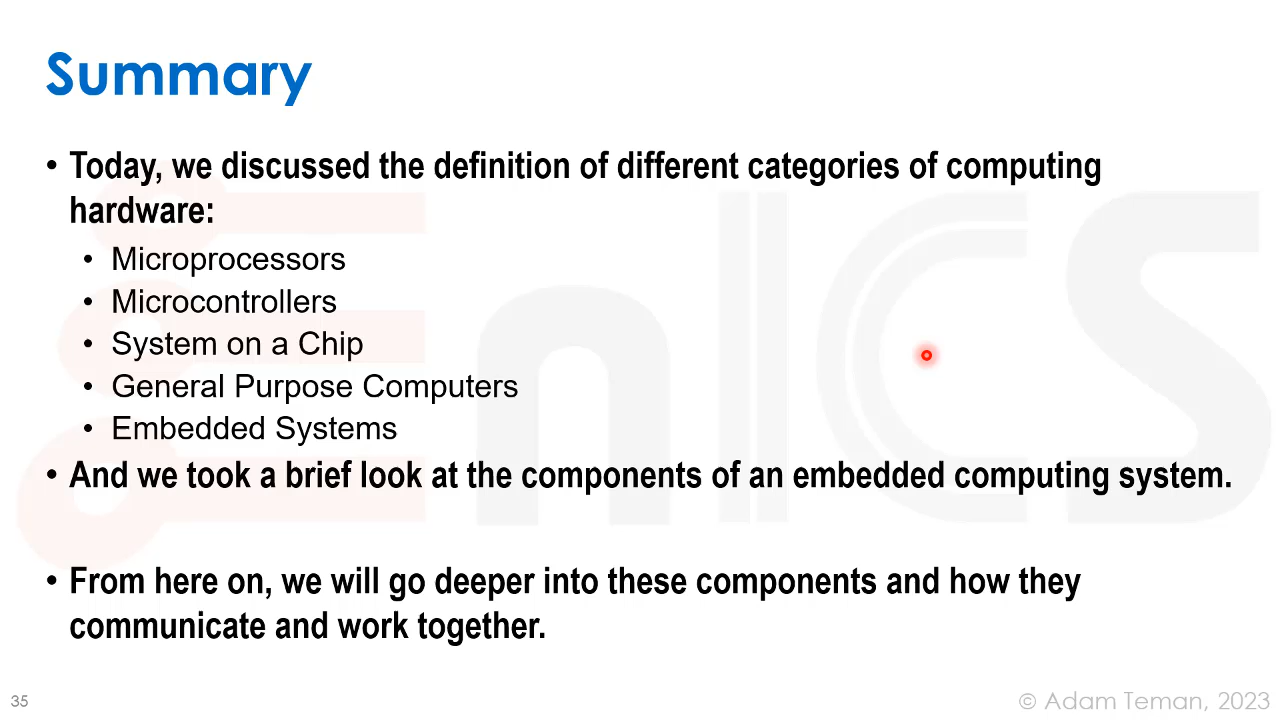 Summary
• Today, we discussed the definition of different categories of computing
hardware:
• Microprocessors
• Microcontrollers
• System on a Chip
• General Purpose Computers
• Embedded Systems
• And we took a brief look at the components of an embedded computing system.
• From here on, we will go deeper into these components and how they
communicate and work together.
35
© Adam Teman, 2023
EnICS